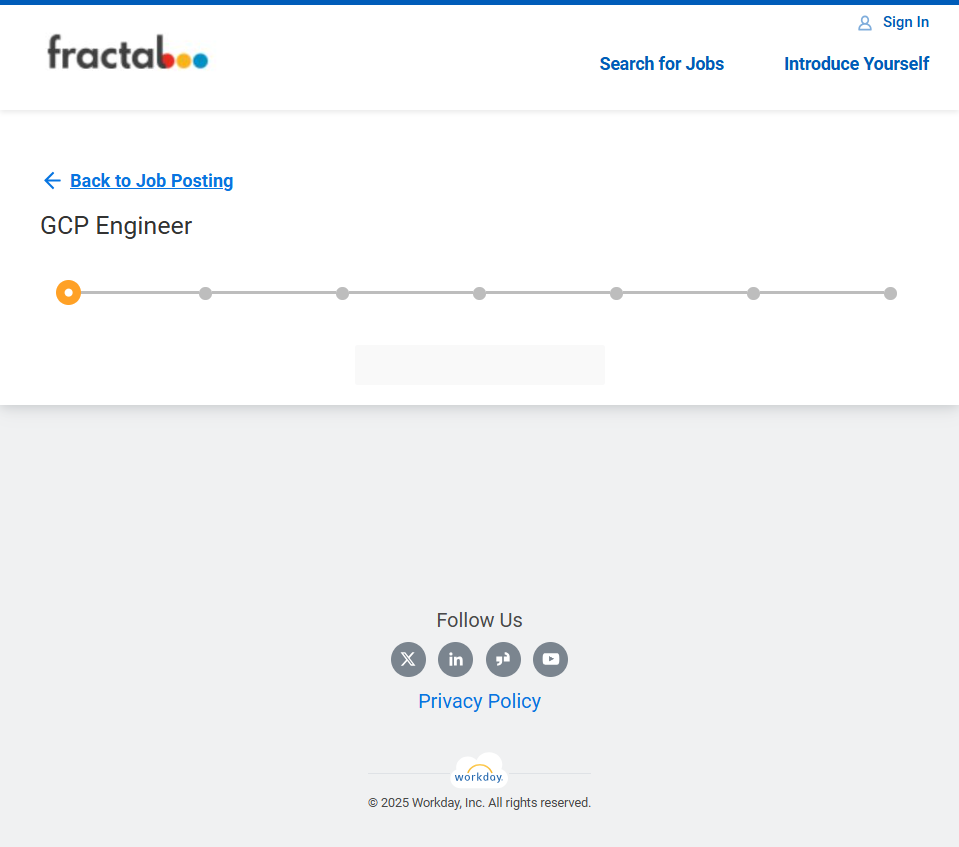 Sign In
fractal
Search for Jobs
Introduce Yourself
Back to Job Posting
GCP Engineer
Follow Us
Privacy Policy
workday.
© 2025 Workday, Inc. All rights reserved.